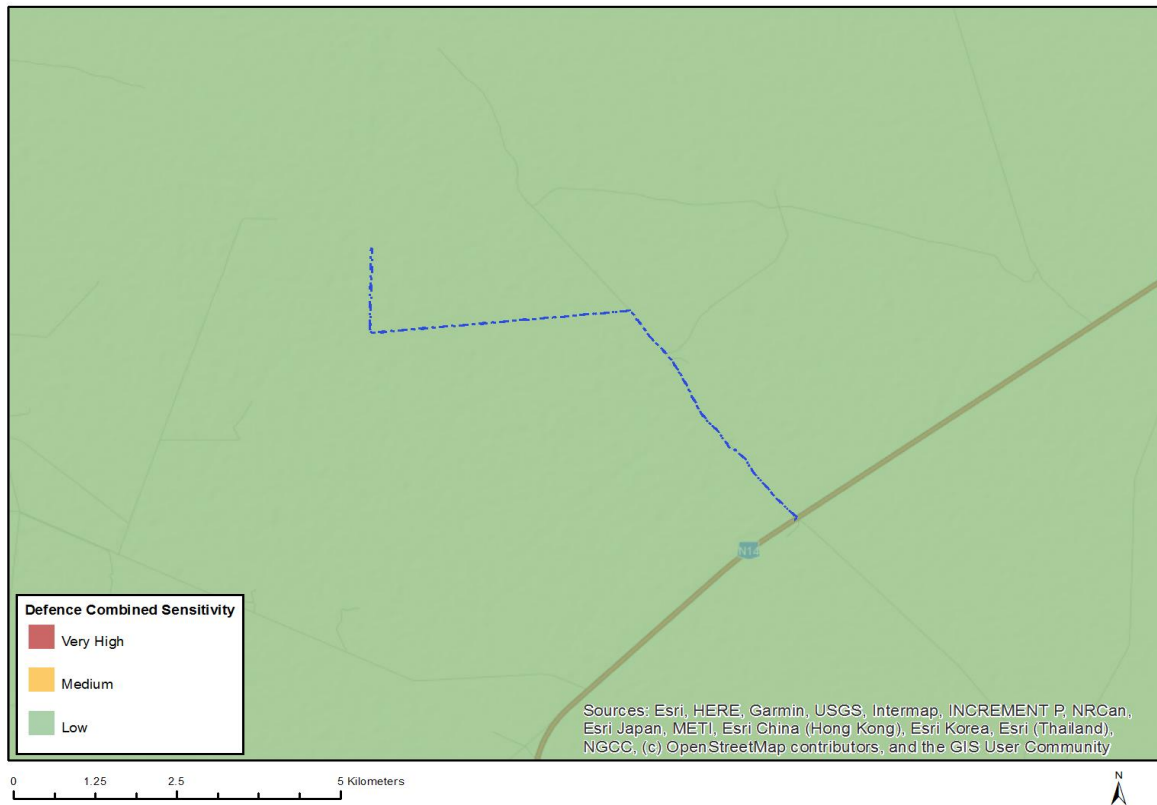 N14
Defence Combined Sensitivity
Very High
Medium
Low
Sources: Esri, HERE, Garmin, USGS, Intermap, INCREMENT P, NRCan,
Esri Japan, METI, Esri China (Hong Kong), Esri Korea, Esri (Thailand),
NGCC, (c) OpenStreetMap contributors, and the GIS User Community
0 1.25 2.5 5 Kilometers
N